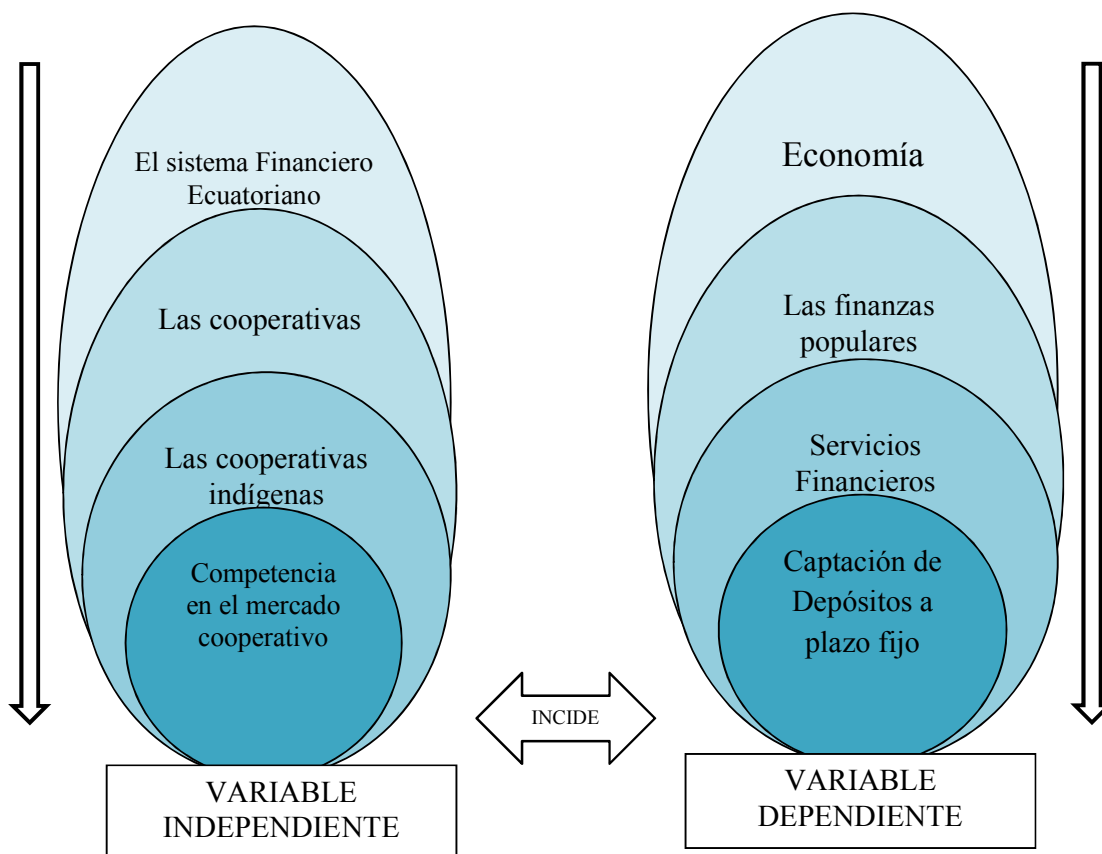 El sistema Financiero
Ecuatoriano
Las cooperativas
Las cooperativas
indígenas
Competencia
en el mercado
cooperativo
VARIABLE
INDEPENDIENTE
INCIDE
Economía
Las finanzas
populares
Servicios
Financieros
Captación de
Depósitos a
plazo fijo
VARIABLE
DEPENDIENTE